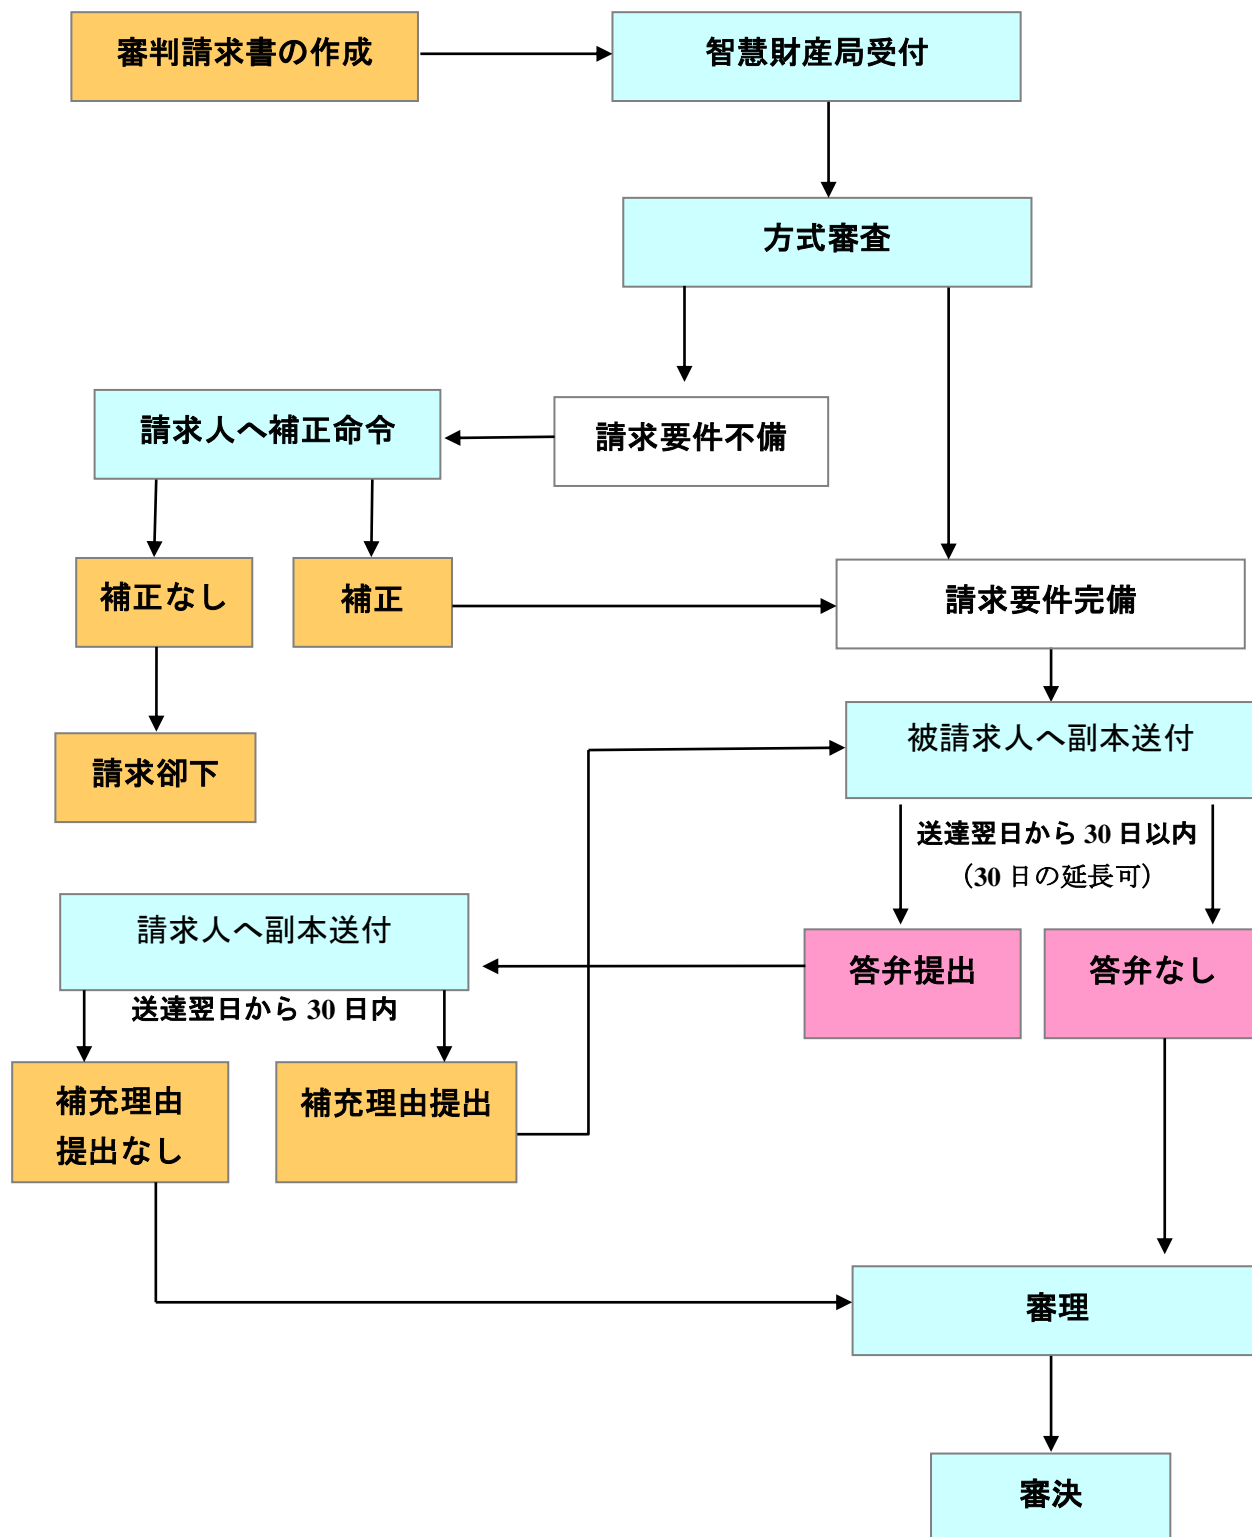 審判請求書の作成
智慧財産局受付
方式審査
請求人へ補正命令
請求要件不備
補正なし
補正
請求要件完備
請求却下
被請求人へ副本送付
送達翌日から 30 日以内
（30 日の延長可）
請求人へ副本送付
答弁提出
答弁なし
送達翌日から 30 日内
補充理由
提出なし
補充理由提出
審理
審決